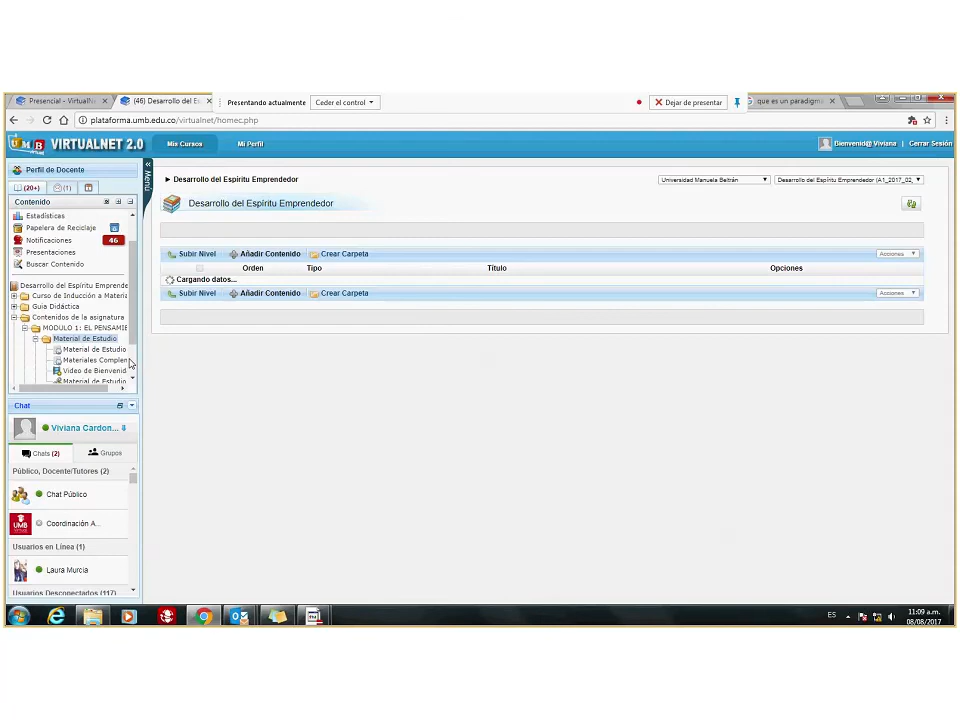 Presencial - VirtualNe
(46) Desarrollo del Es
Presentando actualmente
Ceder el control
Dejar de presentar
que es un paradigma
plataforma.umb.edu.co/virtualnet/homec.php
UMB virtual VIRTUALNET 2.0
Mis Cursos
Mi Perfil
Bienvenid@ Viviana | Cerrar Sesión
Perfil de Docente
Menú
(20+)
(1)
Contenido
Estadísticas
Papelera de Reciclaje
Notificaciones 46
Presentaciones
Buscar Contenido
Desarrollo del Espíritu Emprende
Curso de Inducción a Materia
Guía Didáctica
Contenidos de la asignatura
MODULO 1: EL PENSAMIE
Material de Estudio
Material de Estudio
Materiales Complem
Video de Bienvenid
Material de Estudio
Desarrollo del Espíritu Emprendedor
Universidad Manuela Beltrán
Desarrollo del Espíritu Emprendedor (A1_2017_02_
Desarrollo del Espíritu Emprendedor
Subir Nivel Añadir Contenido Crear Carpeta
Acciones
Orden Tipo Título Opciones
Cargando datos...
Subir Nivel Añadir Contenido Crear Carpeta
Acciones
Chat
Viviana Cardon...
Chats (2)
Grupos
Público, Docente/Tutores (2)
Chat Público
UMB
Coordinación A...
Usuarios en Línea (1)
Laura Murcia
Usuarios Desconectados (117)
ES
11:09 a.m.
08/08/2017